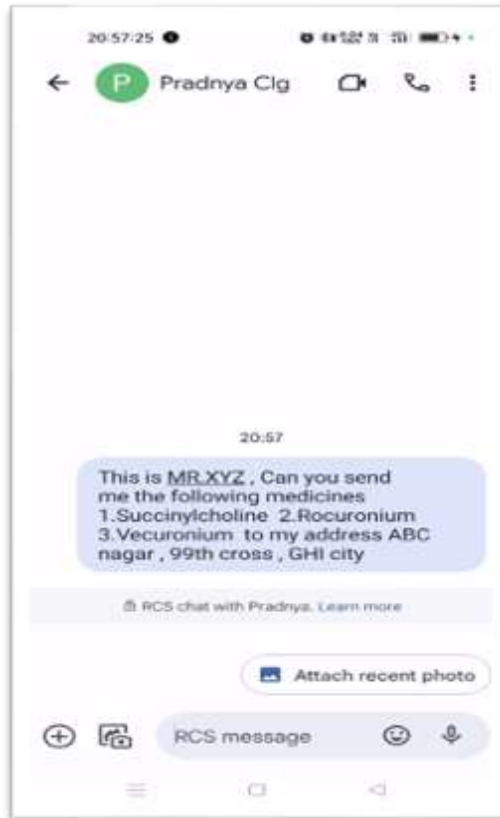 20:57:25
P Pradnya Clg
20:57
This is MR.XYZ , Can you send
me the following medicines
1.Succinylcholine 2.Rocuronium
3.Vecuronium to my address ABC
nagar , 99th cross , GHI city
RCS chat with Pradnya. Learn more
Attach recent photo
RCS message